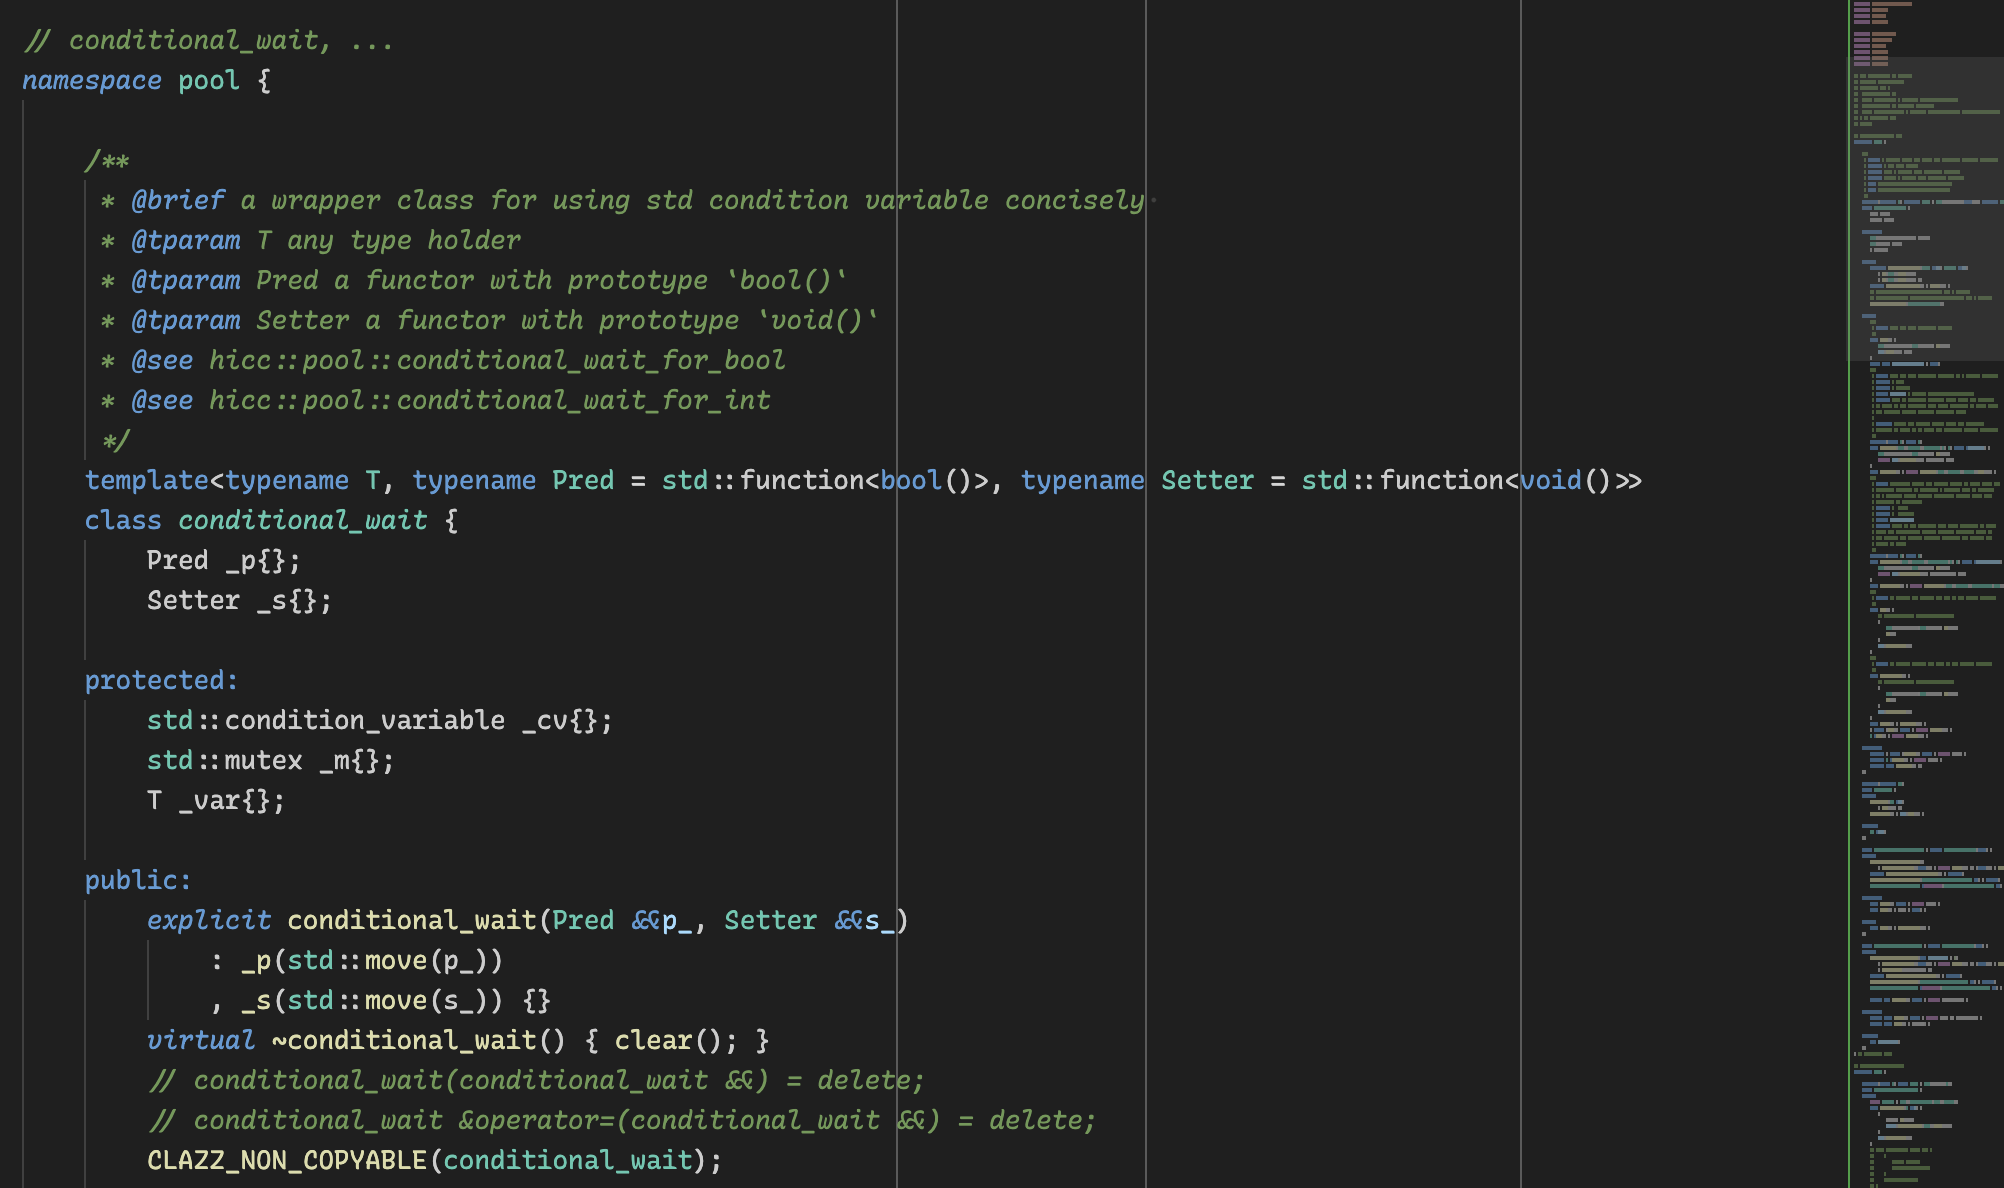 // conditional_wait, ...
namespace pool {
/**
* @brief a wrapper class for using std condition variable concisely
* @tparam T any type holder
* @tparam Pred a functor with prototype `bool()`
* @tparam Setter a functor with prototype `void()`
* @see hicc::pool::conditional_wait_for_bool
* @see hicc::pool::conditional_wait_for_int
*/
template<typename T, typename Pred = std::function<bool()>, typename Setter = std::function<void()>>
class conditional_wait {
Pred _p{};
Setter _s{};
protected:
std::condition_variable _cv{};
std::mutex _m{};
T _var{};
public:
explicit conditional_wait(Pred &&p_, Setter &&s_)
: _p(std::move(p_))
, _s(std::move(s_)) {}
virtual ~conditional_wait() { clear(); }
// conditional_wait(conditional_wait &&) = delete;
// conditional_wait &operator=(conditional_wait &&) = delete;
CLAZZ_NON_COPYABLE(conditional_wait);